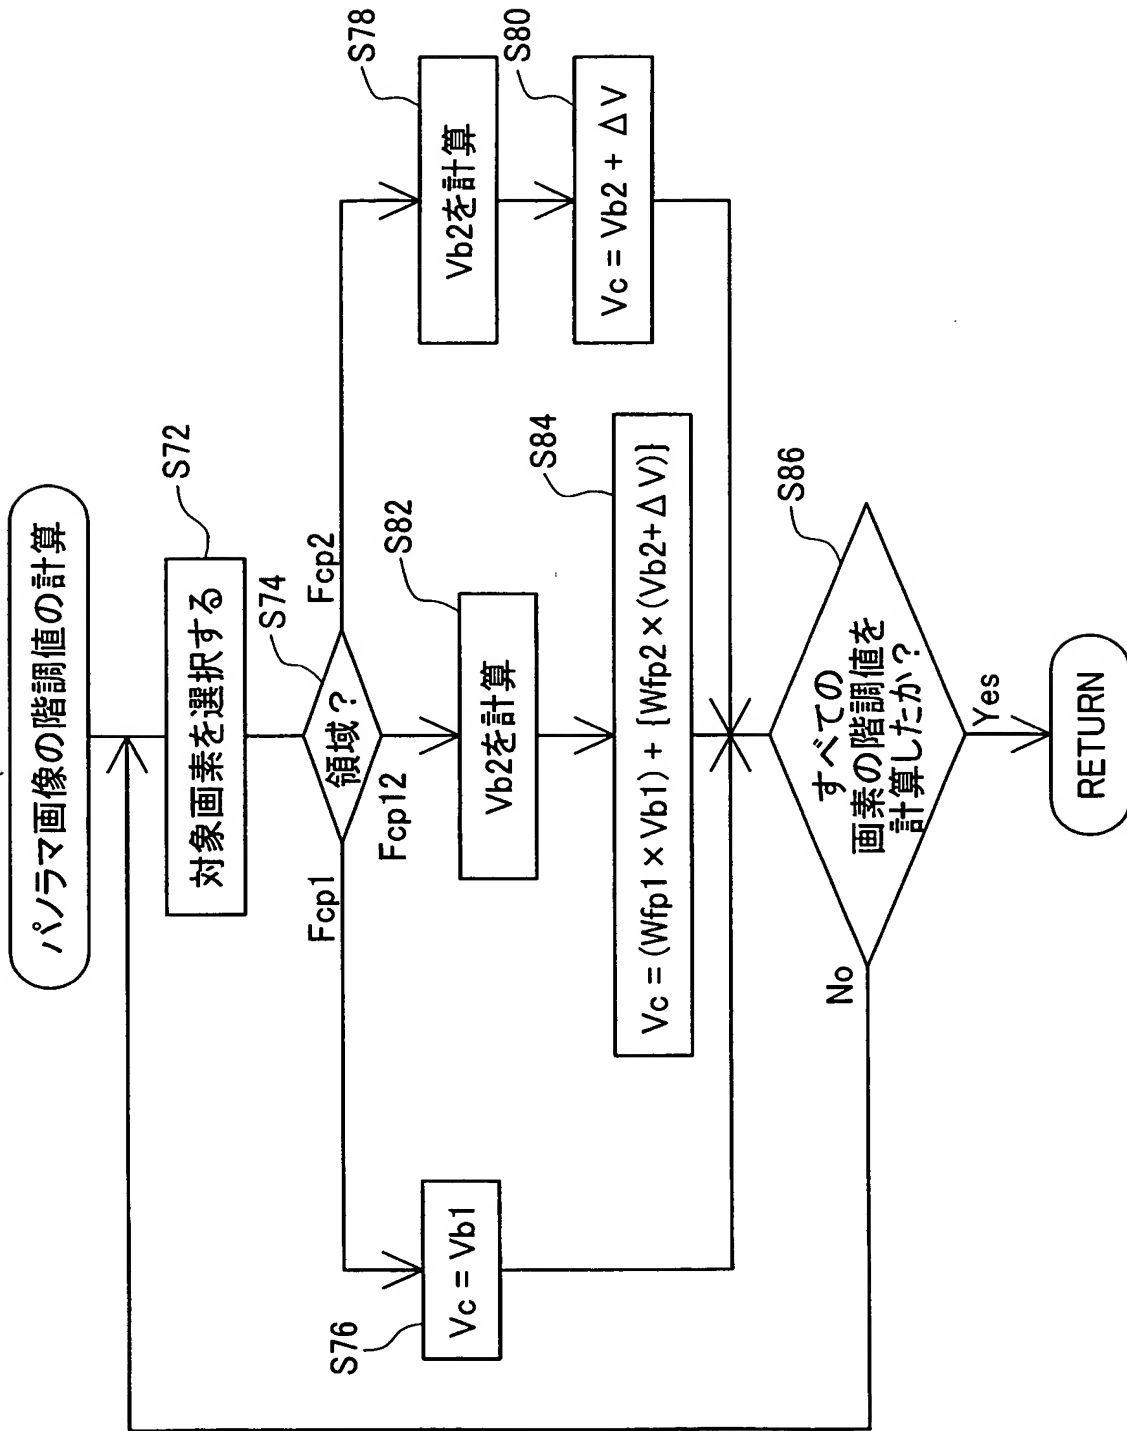 パノラマ画像の階調値の計算
対象画素を選択する
S72
領域？
S74
Fcp1
Fcp12
Fcp2
Vc = Vb1
S76
Vb2を計算
S82
Vb2を計算
S78
Vc = (Wfp1 × Vb1) + {Wfp2 × (Vb2+ΔV)}
S84
Vc = Vb2 + ΔV
S80
すべての
画素の階調値を
計算したか？
S86
No
Yes
RETURN